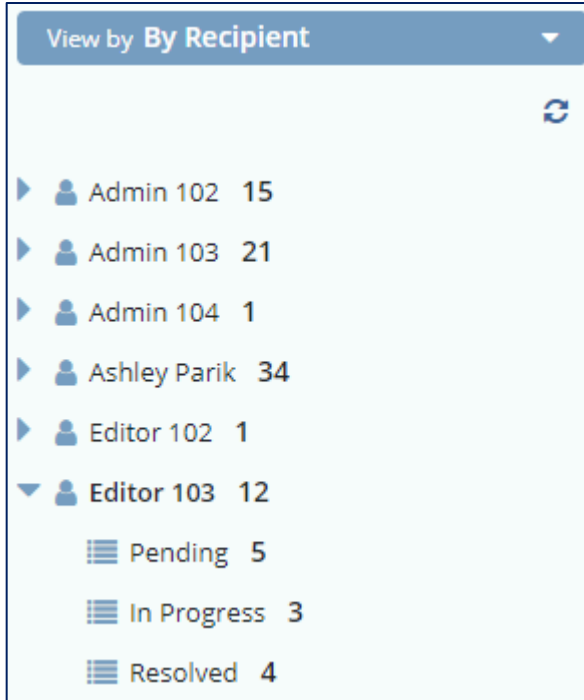 View by By Recipient
Admin 102 15
Admin 103 21
Admin 104 1
Ashley Parik 34
Editor 102 1
Editor 103 12
Pending 5
In Progress 3
Resolved 4